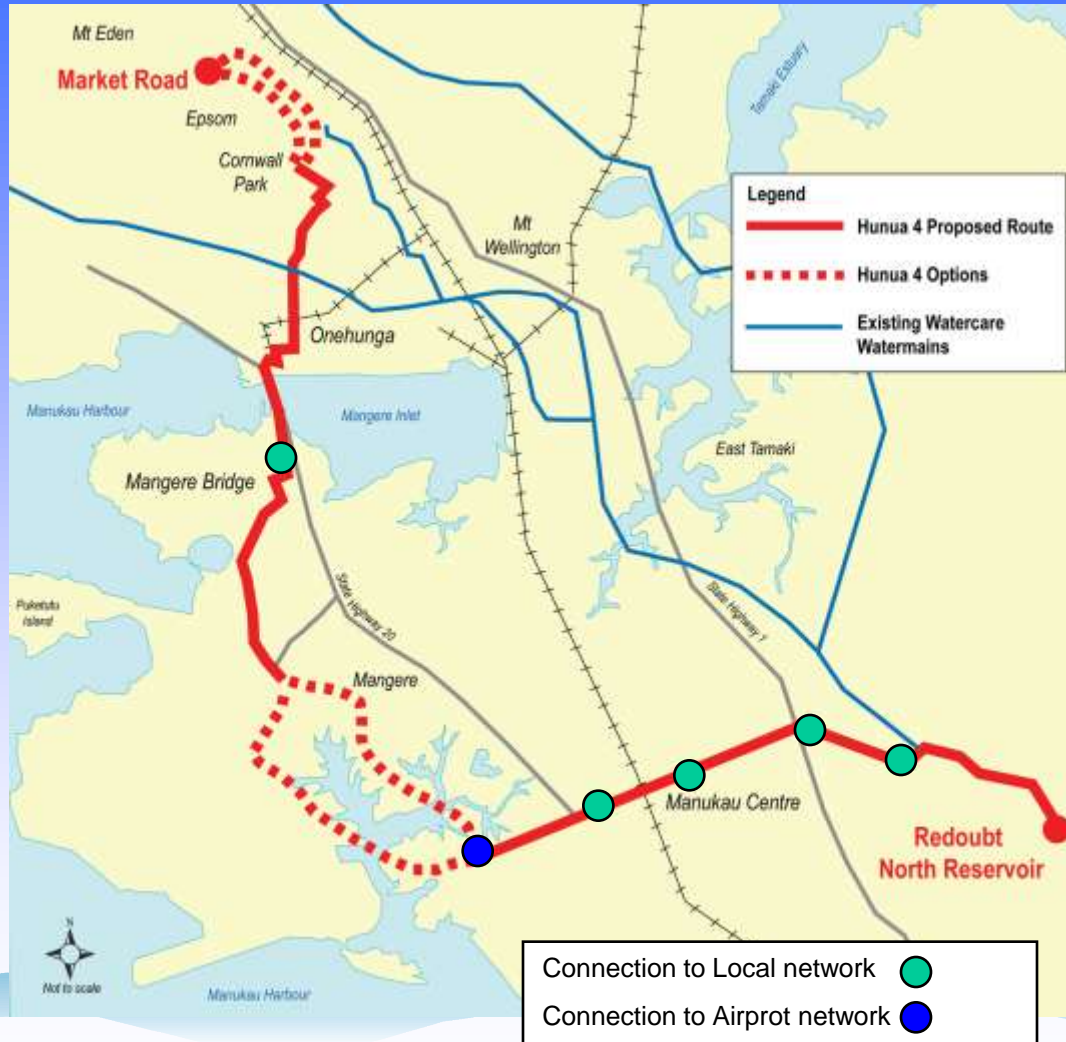 Mt Eden
Market Road
Epsom
Cornwall
Park
Tamaki Estuary
Mt
Wellington
Legend
Hunua 4 Proposed Route
Hunua 4 Options
Existing Watercare
Watermains
Onehunga
Manukau Harbour
Mangere Inlet
East Tamaki
Mangere Bridge
Puketutu
Island
State Highway 20
State Highway 1
Mangere
Manukau Centre
Redoubt
North Reservoir
N
Not to scale
Manukau Harbour
Connection to Local network
Connection to Airprot network